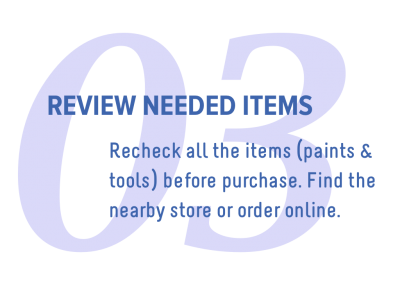 03
REVIEW NEEDED ITEMS
Recheck all the items (paints &
tools) before purchase. Find the
nearby store or order online.